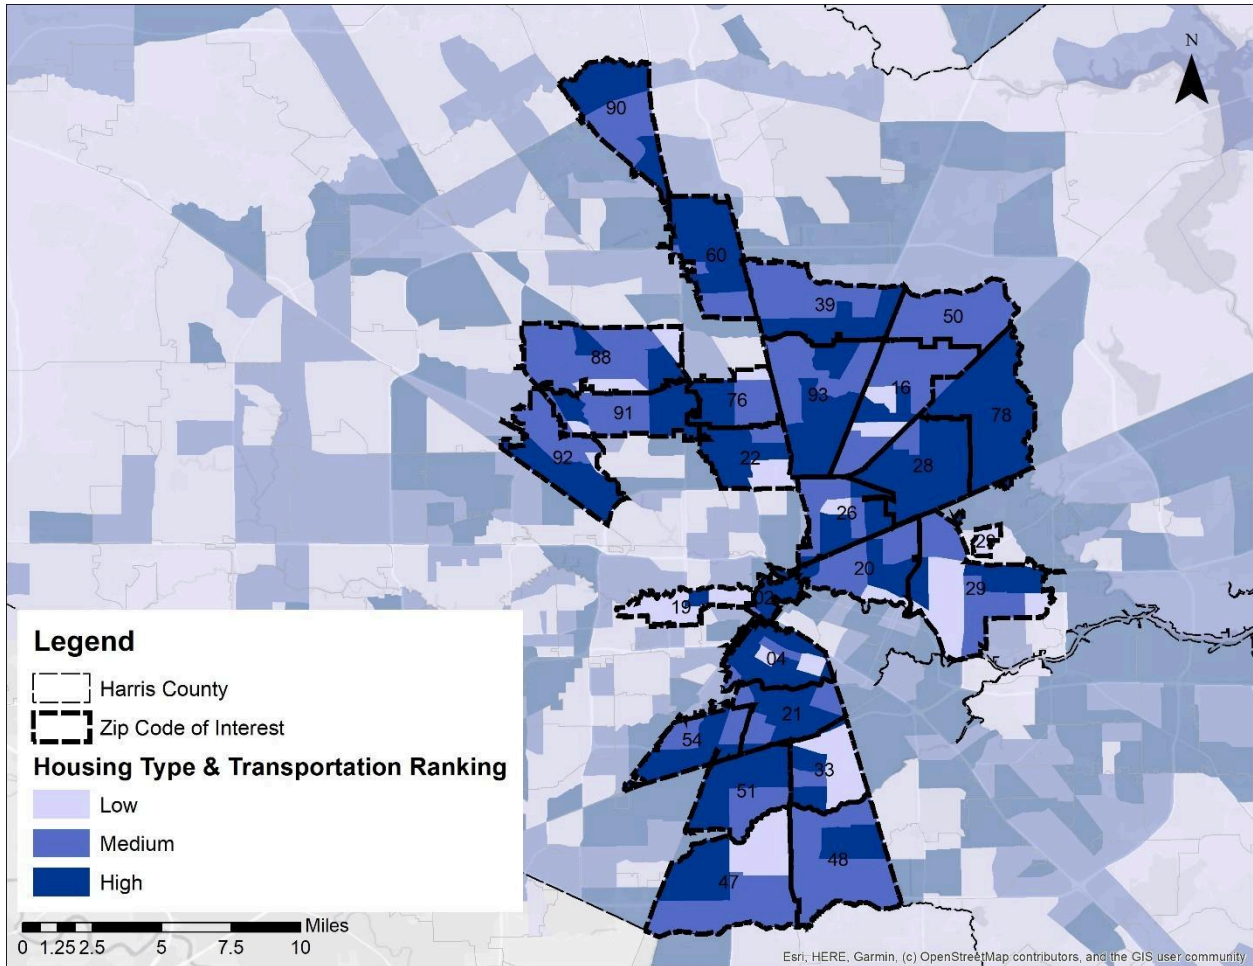 N
90
60
39
50
88
16
76
93
78
91
22
28
92
26
29
20
29
19
02
04
21
54
33
51
48
47
Legend
Harris County
Zip Code of Interest
Housing Type & Transportation Ranking
Low
Medium
High
Miles
0 1.25 2.5 5 7.5 10
Esri, HERE, Garmin, (c) OpenStreetMap contributors, and the GIS user community